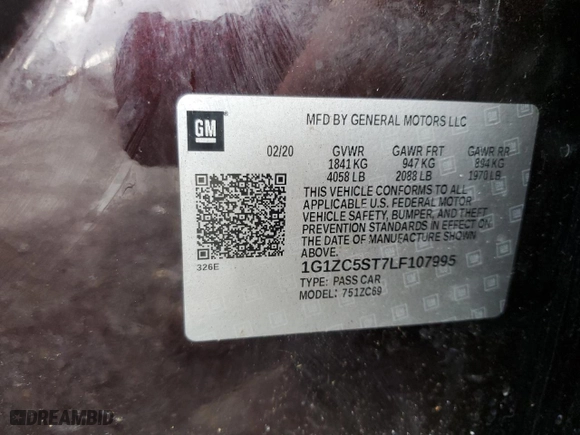 GM
MFD BY GENERAL MOTORS LLC
02/20 GVWR GAWR FRT GAWR RR
1841 KG 947 KG 894 KG
4058 LB 2088 LB 1970 LB
THIS VEHICLE CONFORMS TO ALL
APPLICABLE U.S. FEDERAL MOTOR
VEHICLE SAFETY, BUMPER, AND THEFT
PREVENTION STANDARDS IN EFFECT
ON THE DATE OF MANUFACTURE SHOWN
ABOVE.
326E
1G1ZC5ST7LF107995
TYPE: PASS CAR
MODEL: 751ZC69
DREAMBID